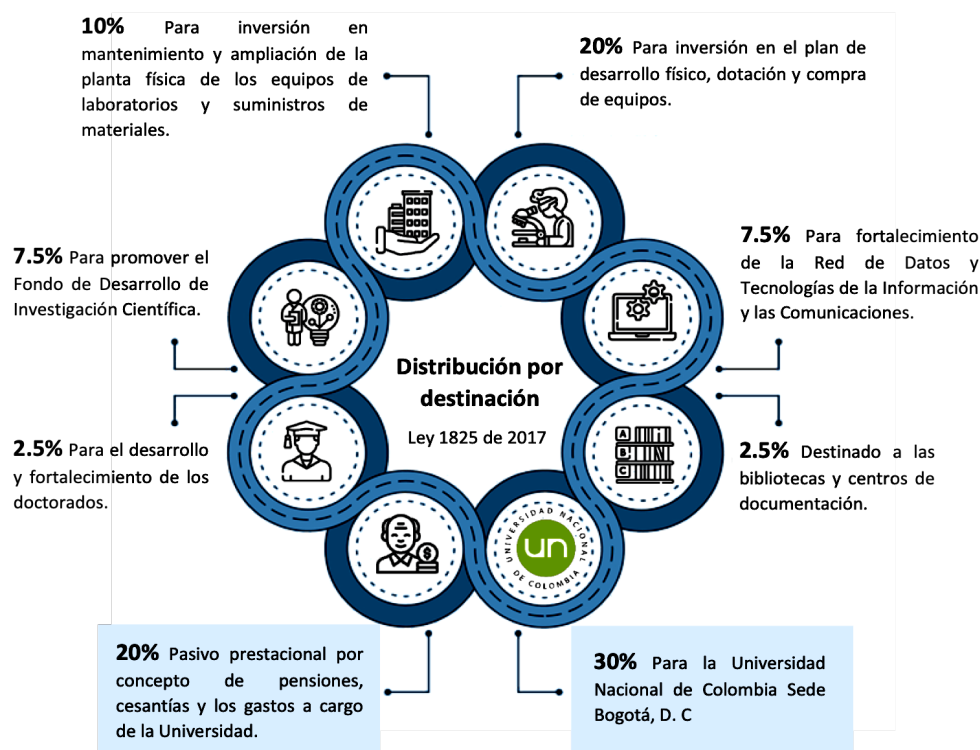 10% Para inversión en
mantenimiento y ampliación de la
planta física de los equipos de
laboratorios y suministros de
materiales.
20% Para inversión en el plan de
desarrollo físico, dotación y compra
de equipos.
7.5% Para promover el
Fondo de Desarrollo de
Investigación Científica.
7.5% Para fortalecimiento
de la Red de Datos y
Tecnologías de la Información
y las Comunicaciones.
Distribución por
destinación
Ley 1825 de 2017
2.5% Para el desarrollo
y fortalecimiento de los
doctorados.
A
B
C
2.5% Destinado a las
bibliotecas y centros de
documentación.
$
UNIVERSIDAD NACIONAL
un
DE COLOMBIA
20% Pasivo prestacional por
concepto de pensiones,
cesantías y los gastos a cargo
de la Universidad.
30% Para la Universidad
Nacional de Colombia Sede
Bogotá, D. C